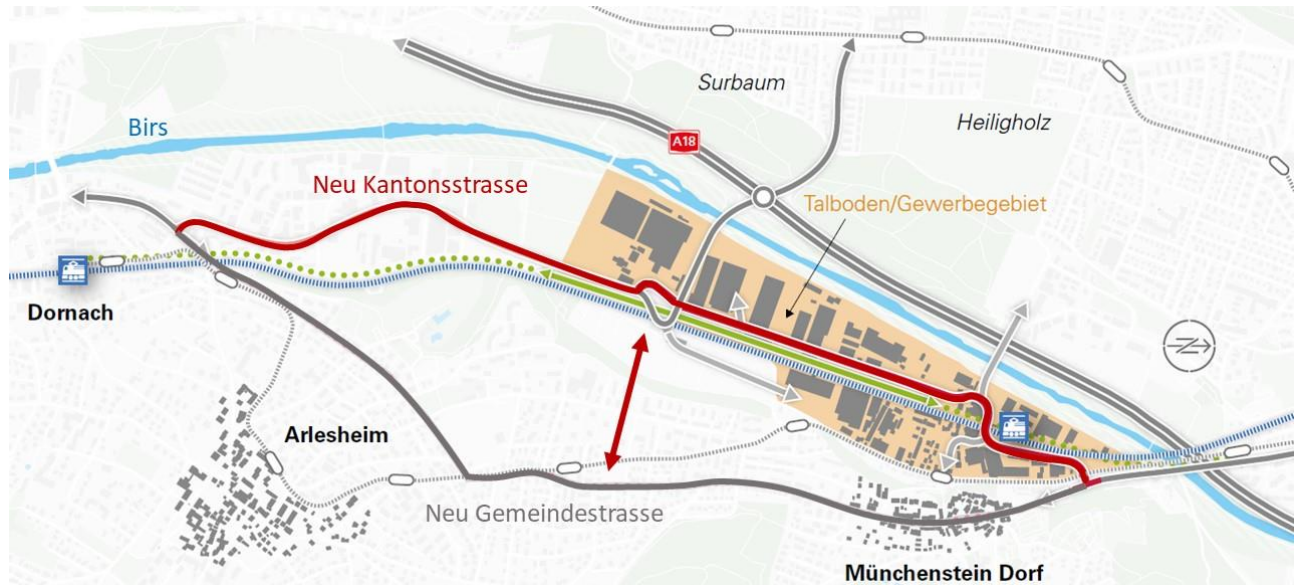 Surbaum
Heiligholz
Birs
A18
Neu Kantonsstrasse
Talboden/Gewerbegebiet
Dornach
Arlesheim
Neu Gemeindestrasse
Münchenstein Dorf